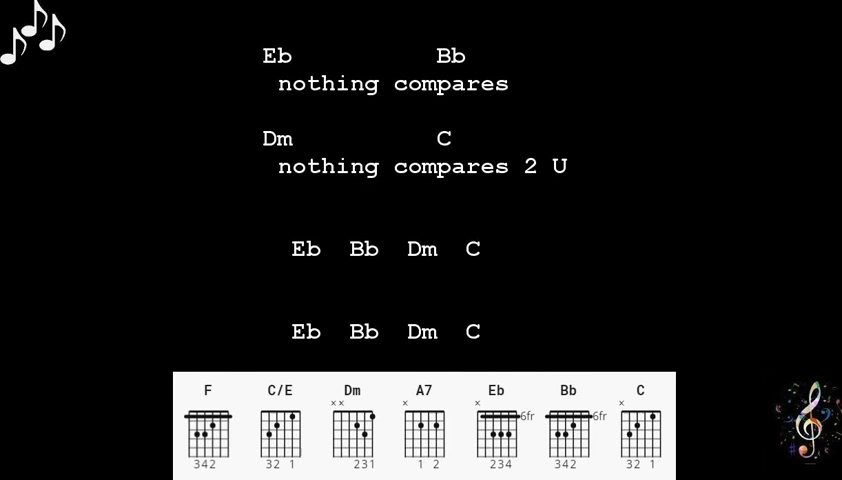 Eb Bb
nothing compares
Dm C
nothing compares 2 U
Eb Bb Dm C
Eb Bb Dm C
F C/E Dm A7 Eb Bb C
× ×× × × ×
6fr 6fr
342 32 1 231 1 2 234 342 32 1